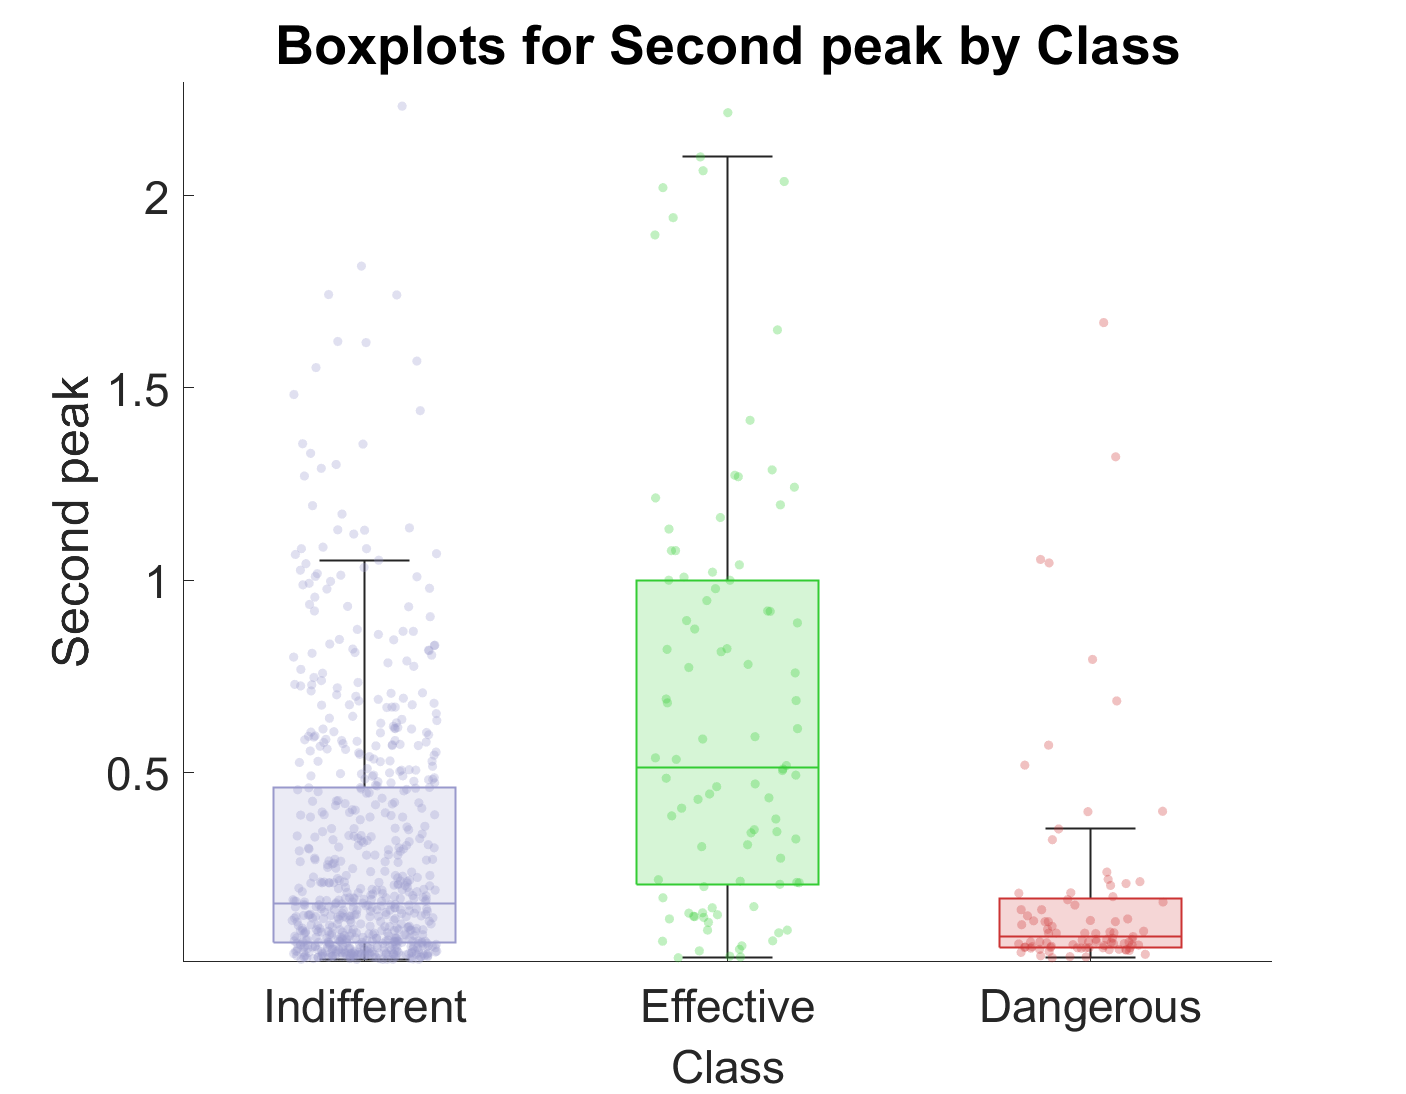 Boxplots for Second peak by Class
Second peak
2
1.5
1
0.5
Indifferent
Effective
Dangerous
Class